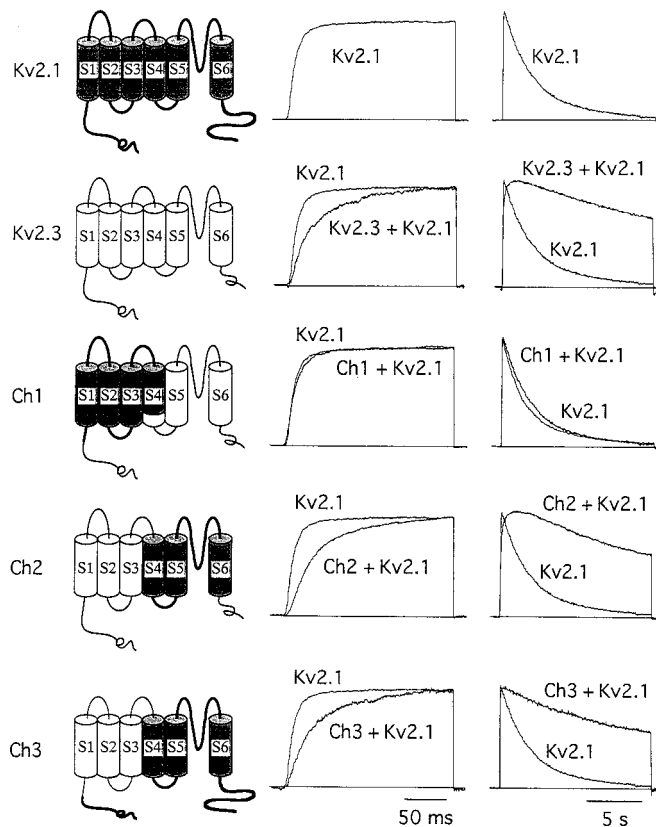 Kv2.1
S1 S2 S3 S4 S5 S6
Kv2.1
Kv2.1
Kv2.3
S1 S2 S3 S4 S5 S6
Kv2.1
Kv2.3 + Kv2.1
Kv2.3 + Kv2.1
Kv2.1
Ch1
S1 S2 S3 S4 S5 S6
Kv2.1
Ch1 + Kv2.1
Ch1 + Kv2.1
Kv2.1
Ch2
S1 S2 S3 S4 S5 S6
Kv2.1
Ch2 + Kv2.1
Ch2 + Kv2.1
Kv2.1
Ch3
S1 S2 S3 S4 S5 S6
Kv2.1
Ch3 + Kv2.1
Ch3 + Kv2.1
Kv2.1
50 ms
5 s